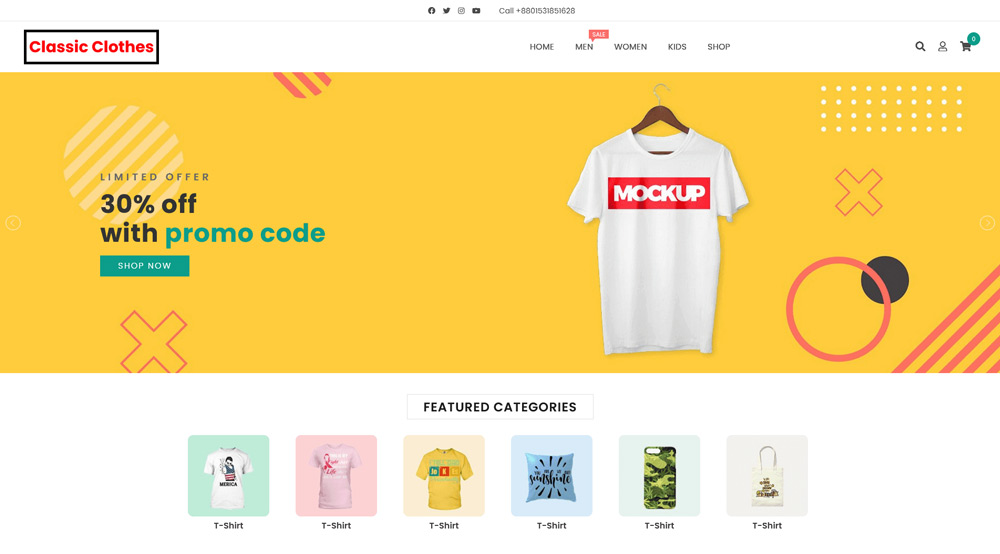 Call +8801531851628
Classic Clothes
HOME
MEN
SALE
WOMEN
KIDS
SHOP
0
LIMITED OFFER
30% off
with promo code
SHOP NOW
MOCKUP
FEATURED CATEGORIES
MERICA
sunshine
T-Shirt
T-Shirt
T-Shirt
T-Shirt
T-Shirt
T-Shirt